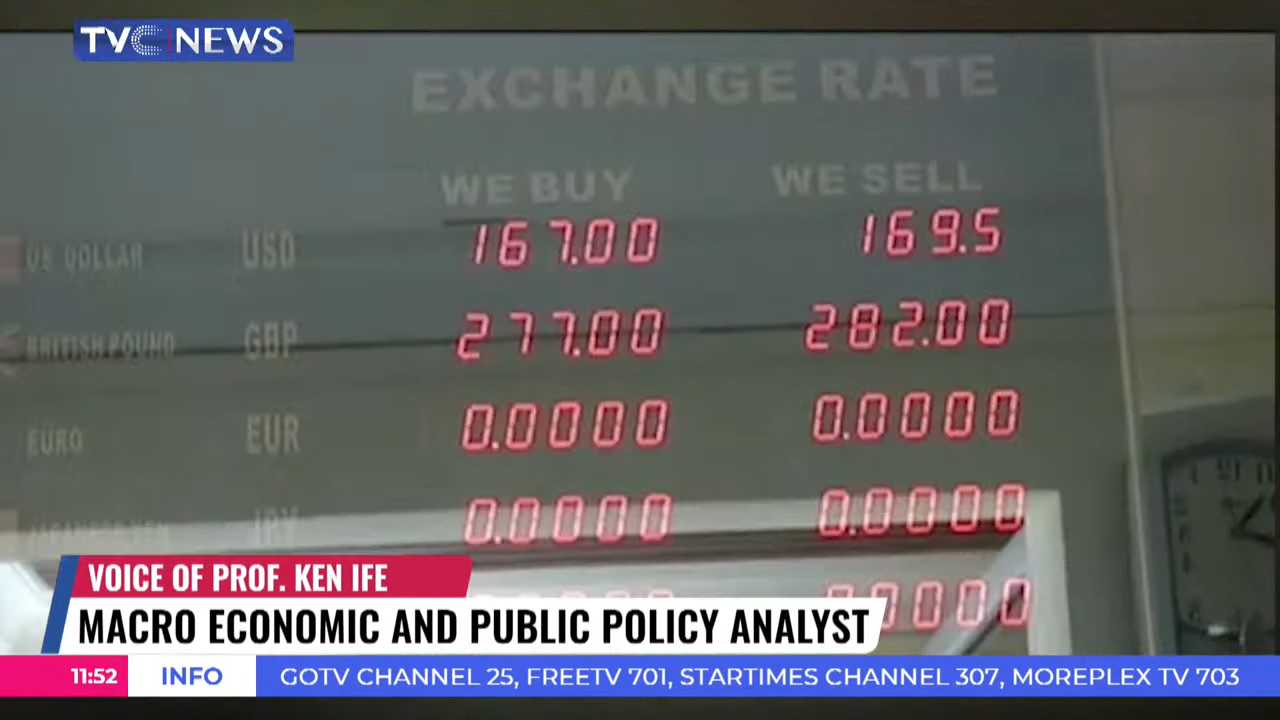 TVC NEWS
EXCHANGE RATE
WE BUY WE SELL
US DOLLAR USD 167.00 169.5
BRITISH POUND GBP 277.00 282.00
EURO EUR 0.0000 0.0000
JPY 0.0000 0.0000
0.0000
VOICE OF PROF. KEN IFE
MACRO ECONOMIC AND PUBLIC POLICY ANALYST
11:52 INFO GOTV CHANNEL 25, FREETV 701, STARTIMES CHANNEL 307, MOREPLEX TV 703